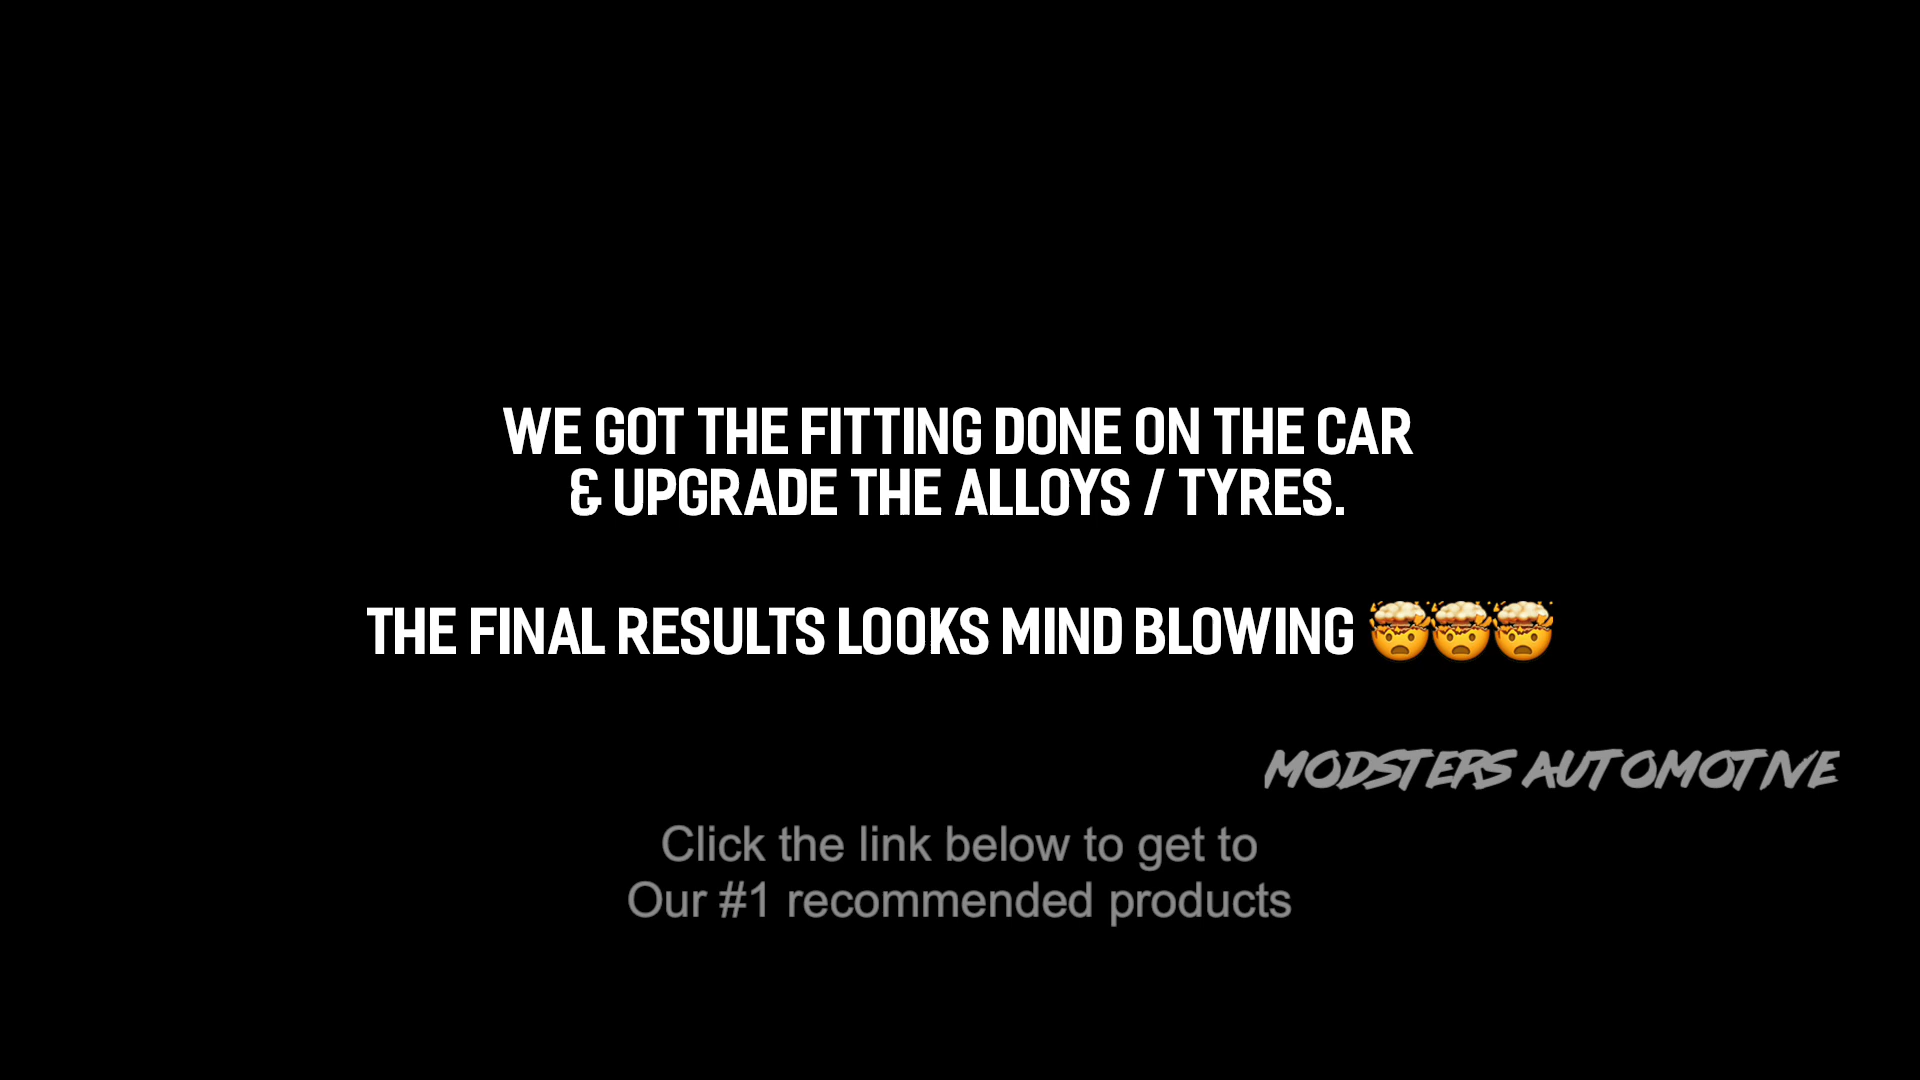 WE GOT THE FITTING DONE ON THE CAR
& UPGRADE THE ALLOYS / TYRES.
THE FINAL RESULTS LOOKS MIND BLOWING 🤯🤯🤯
MODSTERS AUTOMOTIVE
Click the link below to get to
Our #1 recommended products